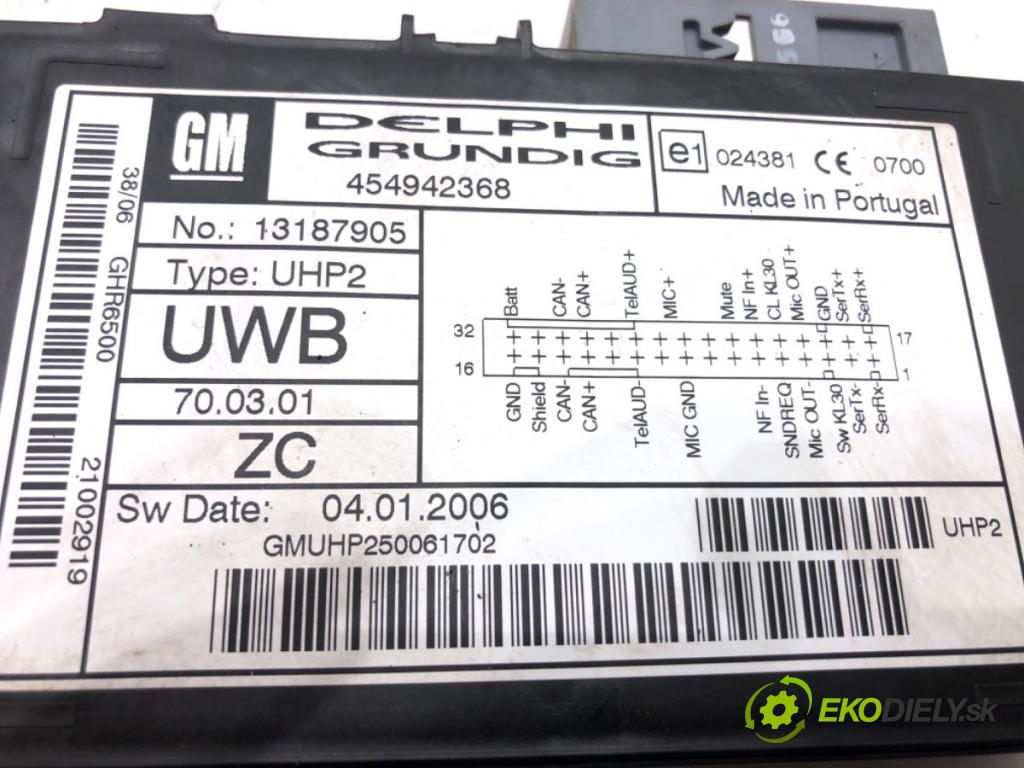 GM
DELPHI
GRUNDIG
454942368
e1 024381 CE 0700
Made in Portugal
No.: 13187905
Type: UHP2
UWB
70.03.01
ZC
38/06 GHR6500 21002919
Batt CAN- CAN+ TelAUD+ MIC+ Mute NF In+ CL KL30 Mic OUT+ GND SerTx+ SerRx+
32 17
16 1
GND Shield CAN- CAN+ TelAUD- MIC GND NF In- SNDREQ Mic OUT- Sw KL30 SerTx- SerRx-
Sw Date: 04.01.2006
GMUHP250061702
UHP2
EKODIELY.sk